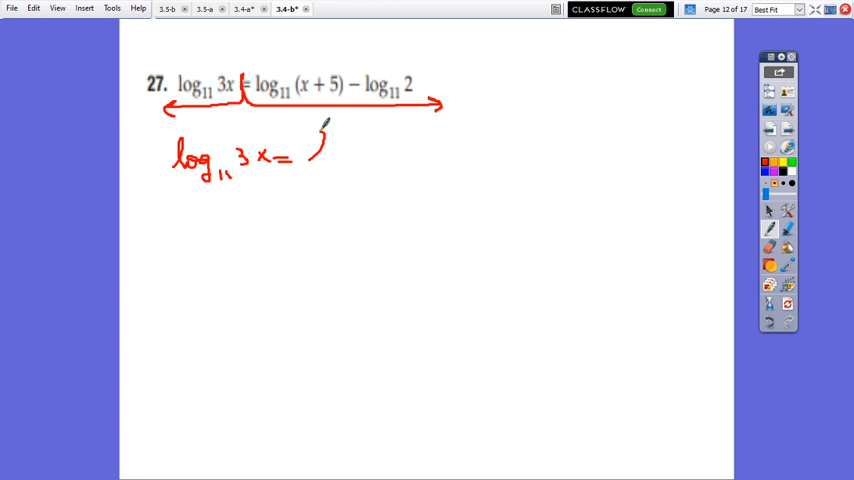 File Edit View Insert Tools Help 3.5-b 3.5-a 3.4-a* 3.4-b* CLASSFLOW Connect Page 12 of 17 Best Fit
27. log₁₁ 3x = log₁₁ (x + 5) − log₁₁ 2
log₁₁ 3x =